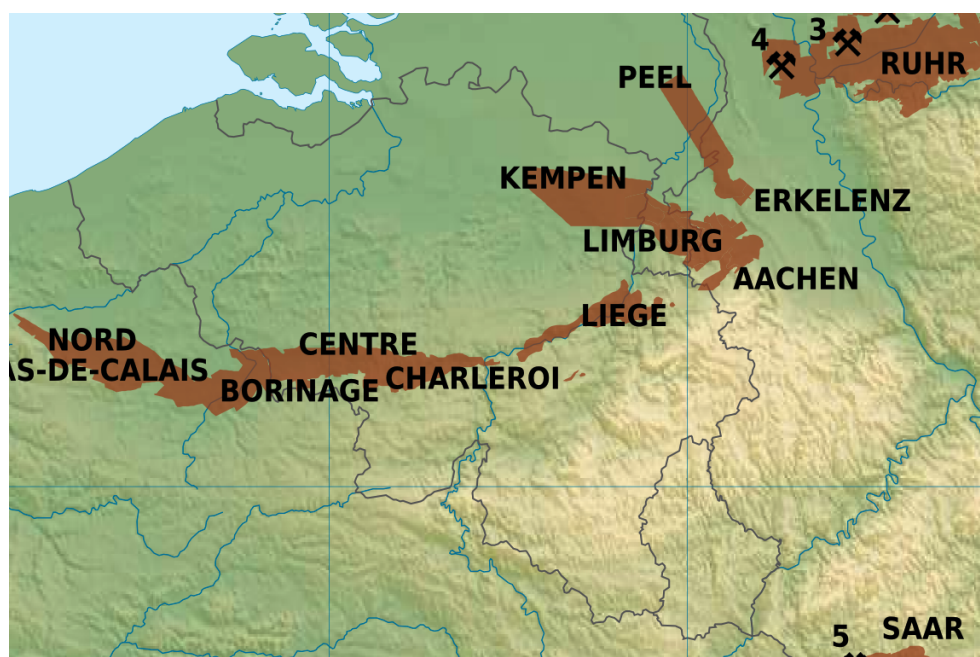 4
3
RUHR
PEEL
KEMPEN
ERKELENZ
LIMBURG
AACHEN
LIEGE
NORD
AS-DE-CALAIS
CENTRE
BORINAGE
CHARLEROI
5
SAAR